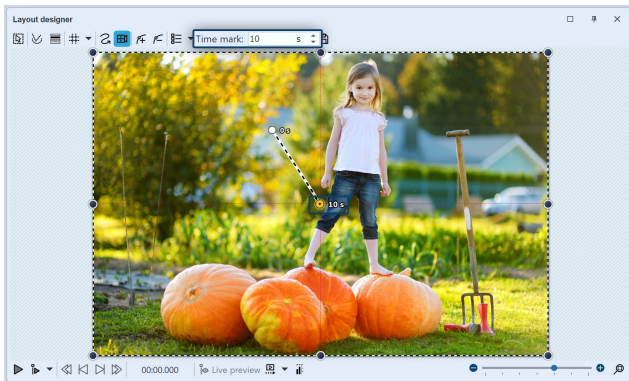 Layout designer
Time mark: 10 s
0 s
10 s
00:00.000 Live preview